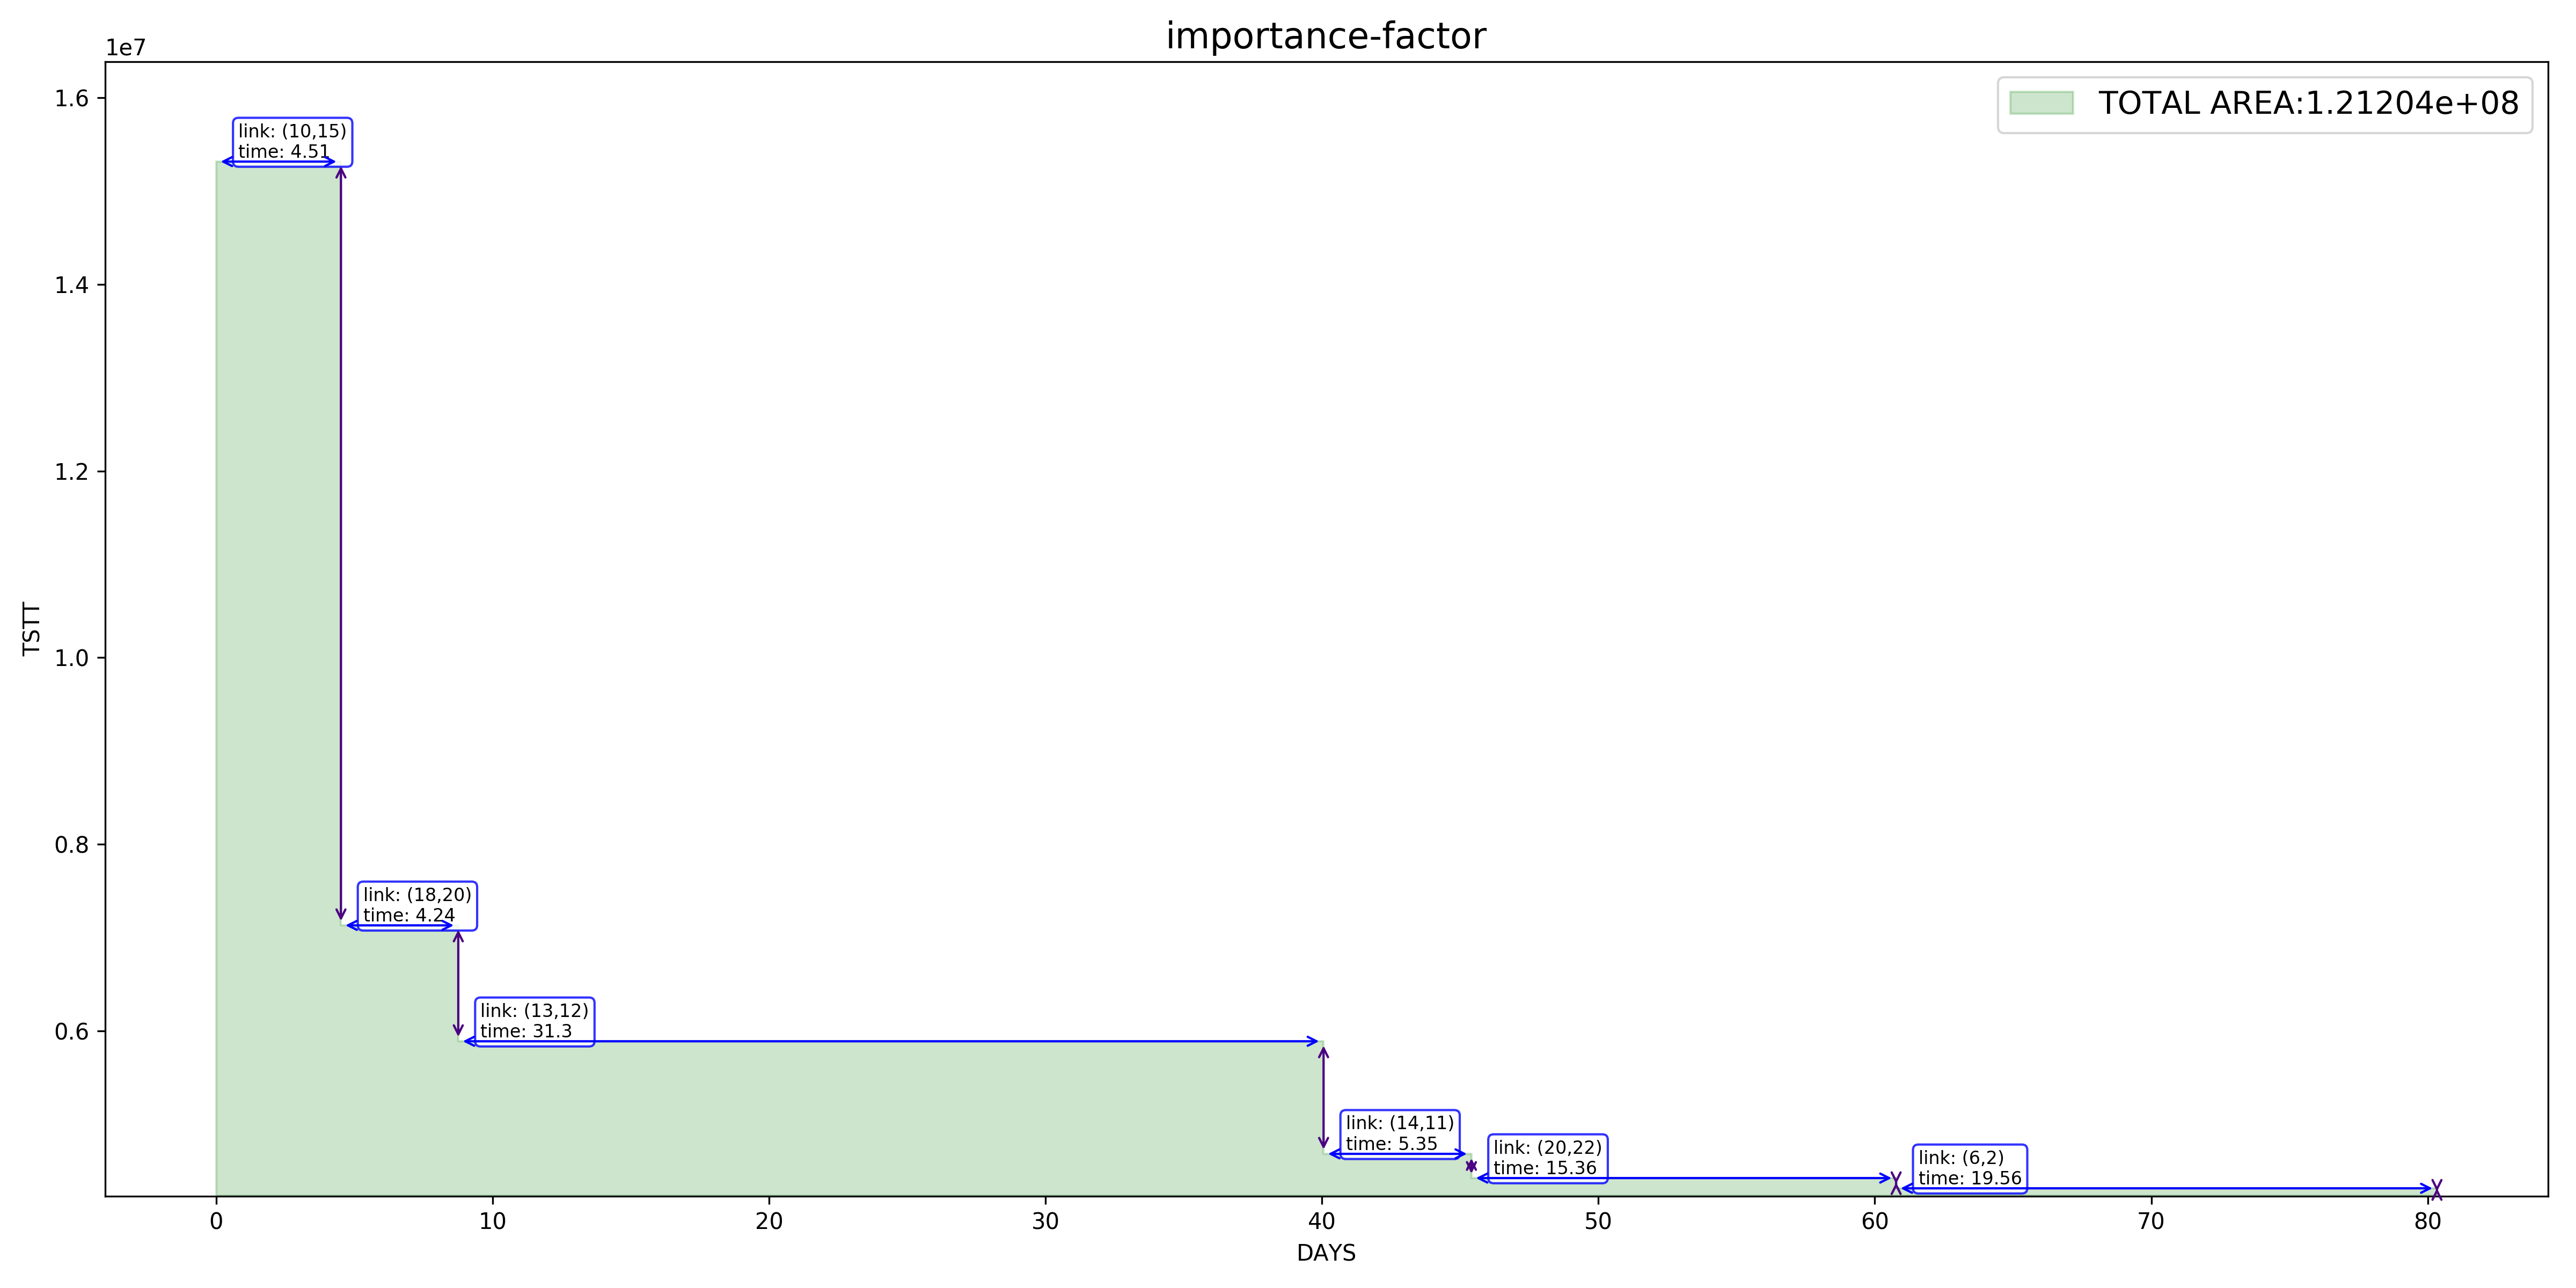 importance-factor
1e7
TOTAL AREA:1.21204e+08
1.6
1.4
1.2
1.0
0.8
0.6
TSTT
link: (10,15)
time: 4.51
link: (18,20)
time: 4.24
link: (13,12)
time: 31.3
link: (14,11)
time: 5.35
link: (20,22)
time: 15.36
link: (6,2)
time: 19.56
0 10 20 30 40 50 60 70 80
DAYS